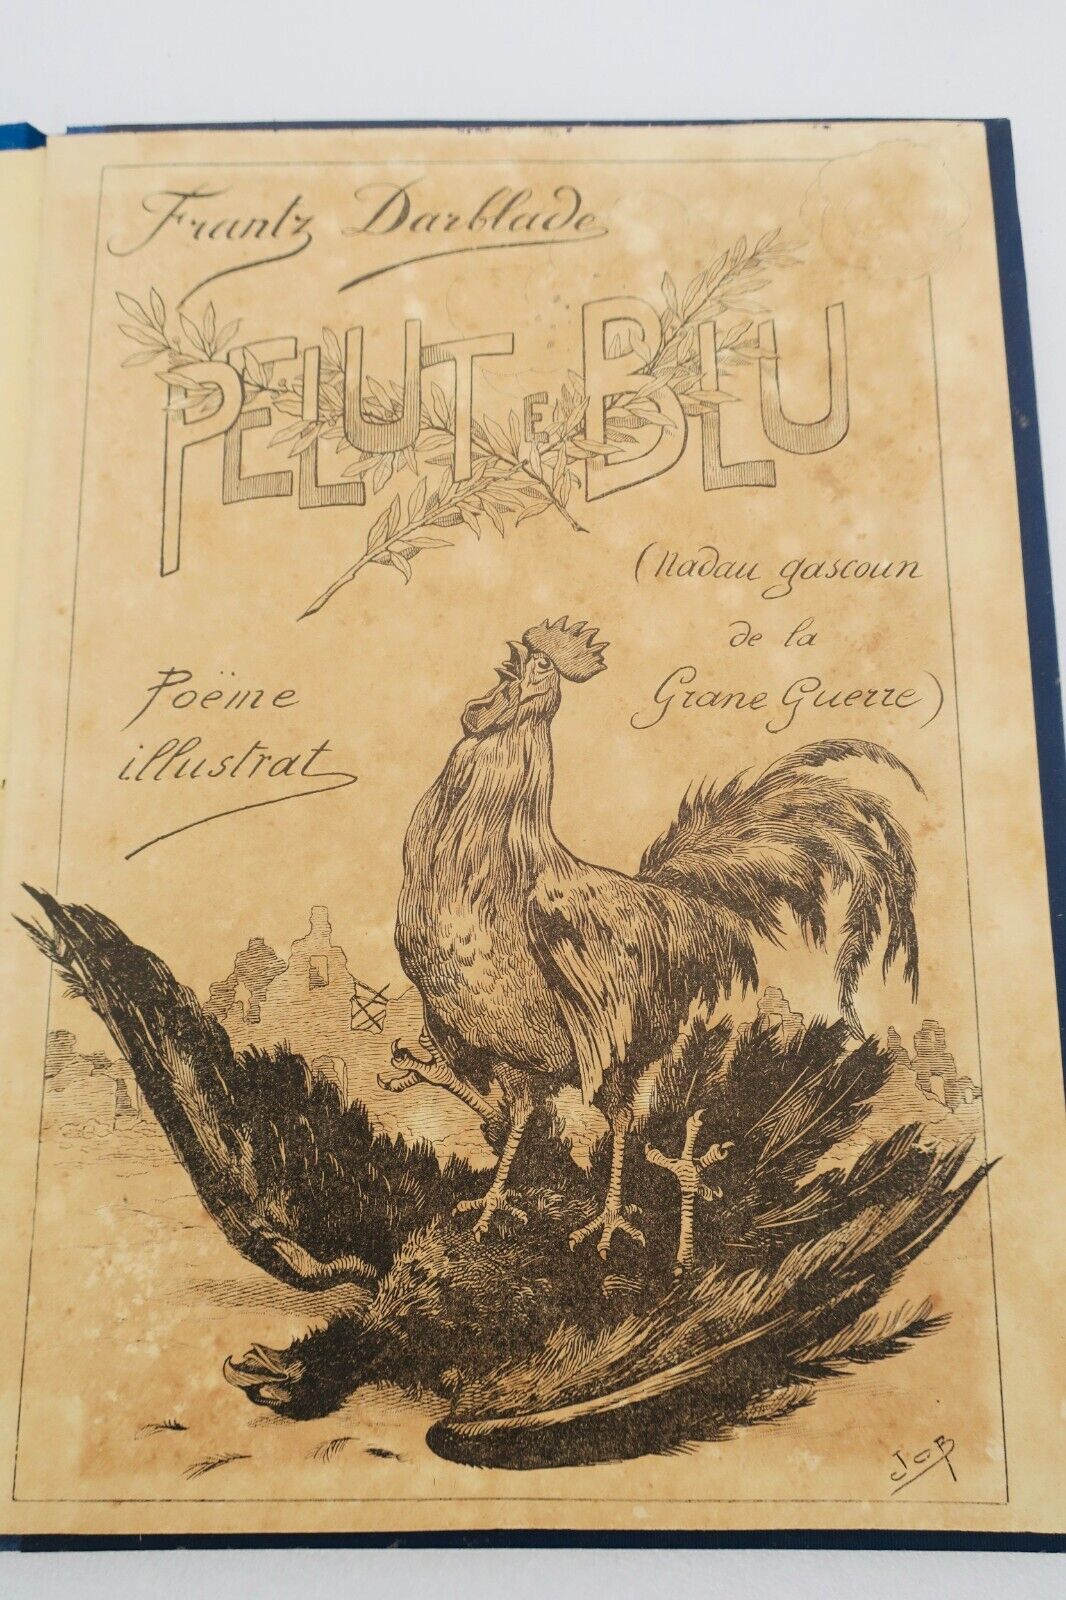 Frantz Darblade
PELUT E BLU
(Nadau gascoun
de la
Grane Guerre)
Poëme
illustrat
JOB